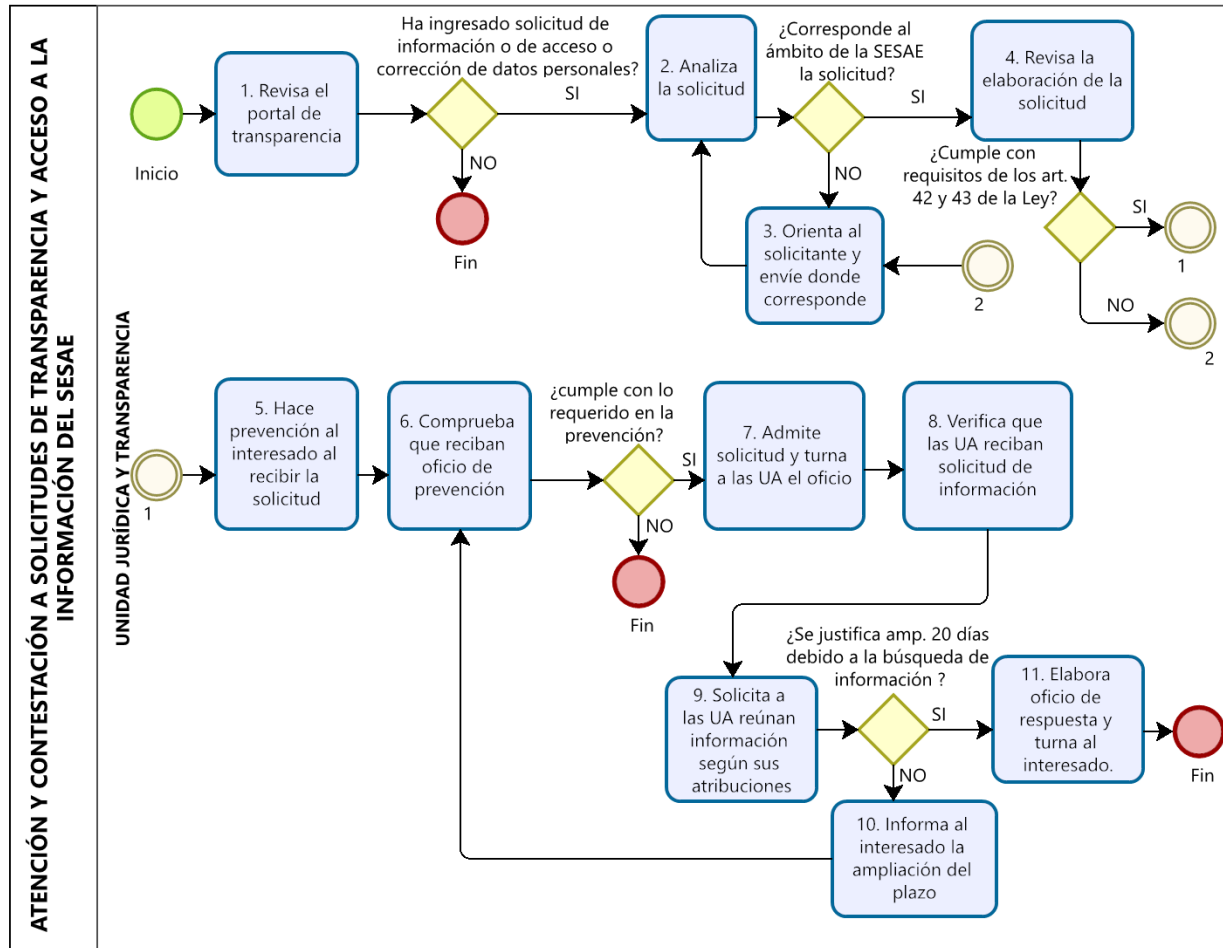 ATENCIÓN Y CONTESTACIÓN A SOLICITUDES DE TRANSPARENCIA Y ACCESO A LA
INFORMACIÓN DEL SESAE
UNIDAD JURÍDICA Y TRANSPARENCIA
Inicio
1. Revisa el
portal de
transparencia
Ha ingresado solicitud de
información o de acceso o
corrección de datos personales?
SI
NO
Fin
2. Analiza
la solicitud
¿Corresponde al
ámbito de la SESAE
la solicitud?
SI
NO
3. Orienta al
solicitante y
envíe donde
corresponde
2
4. Revisa la
elaboración de la
solicitud
¿Cumple con
requisitos de los art.
42 y 43 de la Ley?
SI
1
NO
2
1
5. Hace
prevención al
interesado al
recibir la
solicitud
6. Comprueba
que reciban
oficio de
prevención
¿cumple con lo
requerido en la
prevención?
SI
NO
Fin
7. Admite
solicitud y turna
a las UA el oficio
8. Verifica que
las UA reciban
solicitud de
información
9. Solicita a
las UA reúnan
información
según sus
atribuciones
¿Se justifica amp. 20 días
debido a la búsqueda de
información ?
SI
NO
10. Informa al
interesado la
ampliación del
plazo
11. Elabora
oficio de
respuesta y
turna al
interesado.
Fin